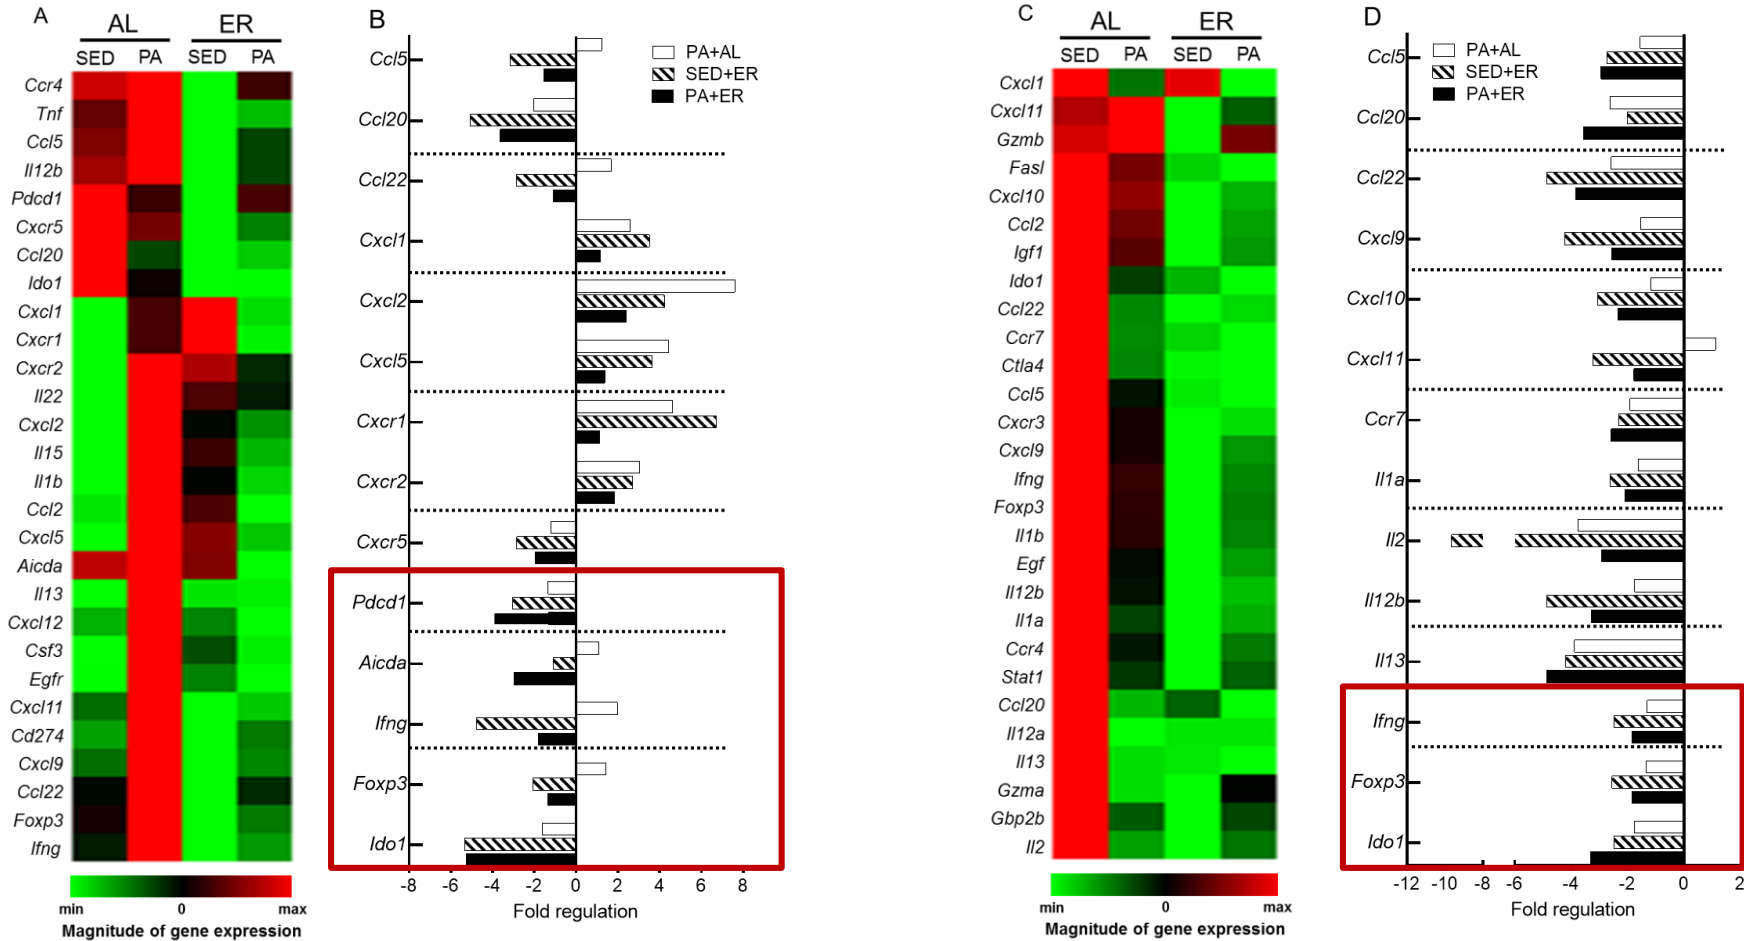 A
AL ER
SED PA SED PA
Ccr4
Tnf
Ccl5
Il12b
Pdcd1
Cxcr5
Ccl20
Ido1
Cxcl1
Cxcr1
Cxcr2
Il22
Cxcl2
Il15
Il1b
Ccl2
Cxcl5
Aicda
Il13
Cxcl12
Csf3
Egfr
Cxcl11
Cd274
Cxcl9
Ccl22
Foxp3
Ifng
min 0 max
Magnitude of gene expression
B
PA+AL
SED+ER
PA+ER
Ccl5
Ccl20
Ccl22
Cxcl1
Cxcl2
Cxcl5
Cxcr1
Cxcr2
Cxcr5
Pdcd1
Aicda
Ifng
Foxp3
Ido1
-8 -6 -4 -2 0 2 4 6 8
Fold regulation
C
AL ER
SED PA SED PA
Cxcl1
Cxcl11
Gzmb
Fasl
Cxcl10
Ccl2
Igf1
Ido1
Ccl22
Ccr7
Ctla4
Ccl5
Cxcr3
Cxcl9
Ifng
Foxp3
Il1b
Egf
Il12b
Il1a
Ccr4
Stat1
Ccl20
Il12a
Il13
Gzma
Gbp2b
Il2
min 0 max
Magnitude of gene expression
D
PA+AL
SED+ER
PA+ER
Ccl5
Ccl20
Ccl22
Cxcl9
Cxcl10
Cxcl11
Ccr7
Il1a
Il2
Il12b
Il13
Ifng
Foxp3
Ido1
-12 -10 -8 -6 -4 -2 0 2
Fold regulation